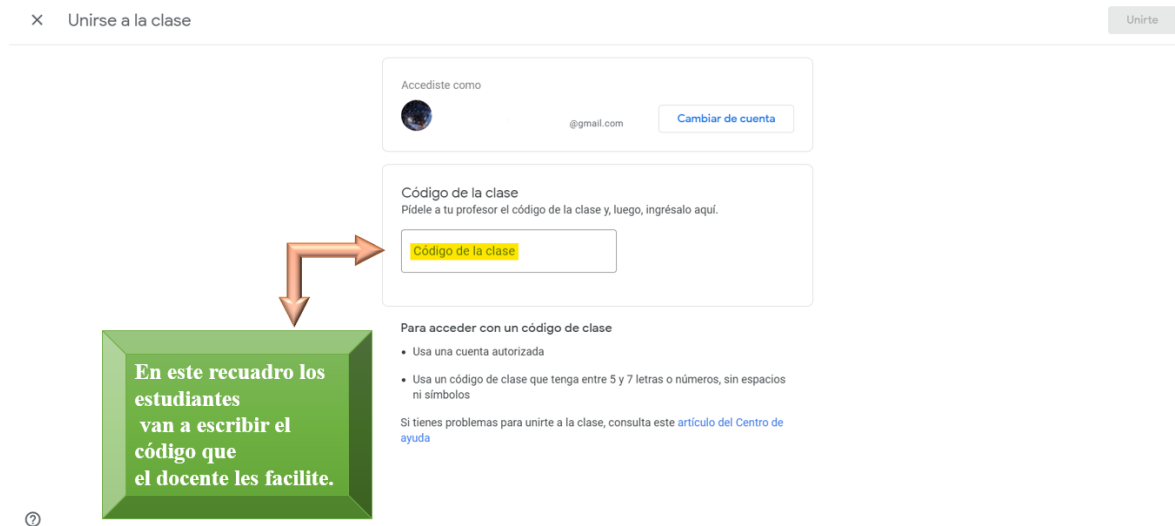 Unirse a la clase
Unirte
Accediste como
@gmail.com
Cambiar de cuenta
Código de la clase
Pídele a tu profesor el código de la clase y, luego, ingrésalo aquí.
Código de la clase
Para acceder con un código de clase
• Usa una cuenta autorizada
• Usa un código de clase que tenga entre 5 y 7 letras o números, sin espacios
ni símbolos
Si tienes problemas para unirte a la clase, consulta este artículo del Centro de
ayuda
En este recuadro los
estudiantes
van a escribir el
código que
el docente les facilite.